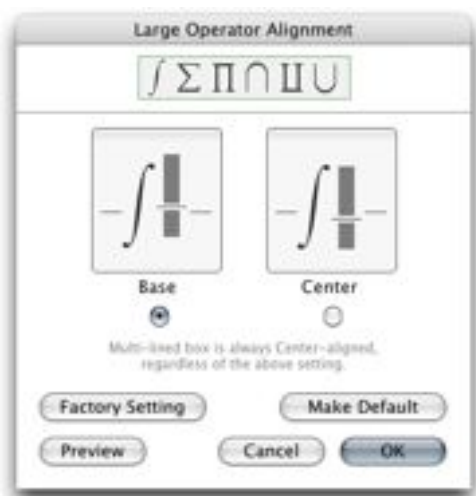 Large Operator Alignment
∫ ∑ ∏ ∩ ∐ ∪
Base Center
Multi-lined box is always Center-aligned,
regardless of the above setting.
Factory Setting Make Default
Preview Cancel OK